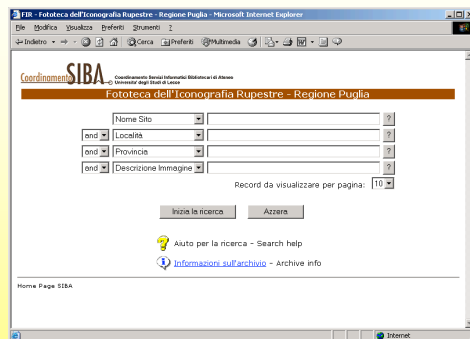 FIR - Fototeca dell'Iconografia Rupestre - Regione Puglia - Microsoft Internet Explorer
File Modifica Visualizza Preferiti Strumenti ?
Indietro Cerca Preferiti Multimedia
Coordinamento SIBA Coordinamento Servizi Informatici Bibliotecari di Ateneo
Universita' degli Studi di Lecce
Fototeca dell'Iconografia Rupestre - Regione Puglia
Nome Sito ?
and Località ?
and Provincia ?
and Descrizione Immagine ?
Record da visualizzare per pagina: 10
Inizia la ricerca Azzera
Aiuto per la ricerca - Search help
Informazioni sull'archivio - Archive info
Home Page SIBA
Internet